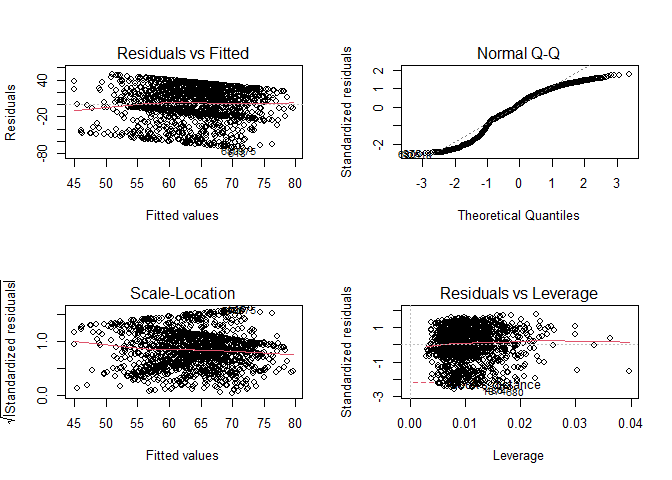 Residuals vs Fitted
Residuals
40
-20
-80
45 50 55 60 65 70 75 80
Fitted values
Normal Q-Q
Standardized residuals
2
1
0
-2
-3 -2 -1 0 1 2 3
Theoretical Quantiles
Scale-Location
√|Standardized residuals|
1.0
0.0
45 50 55 60 65 70 75 80
Fitted values
Residuals vs Leverage
Standardized residuals
1
-1
-3
0.00 0.01 0.02 0.03 0.04
Leverage